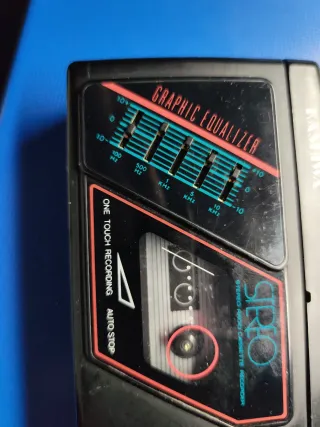 GRAPHIC EQUALIZER
10+ +10
0 0
10- -10
100 Hz
500 Hz
1 KHz
5 KHz
10 KHz
ONE TOUCH RECORDING
AUTO-STOP
STEREO
STEREO RADIO CASSETTE RECORDER